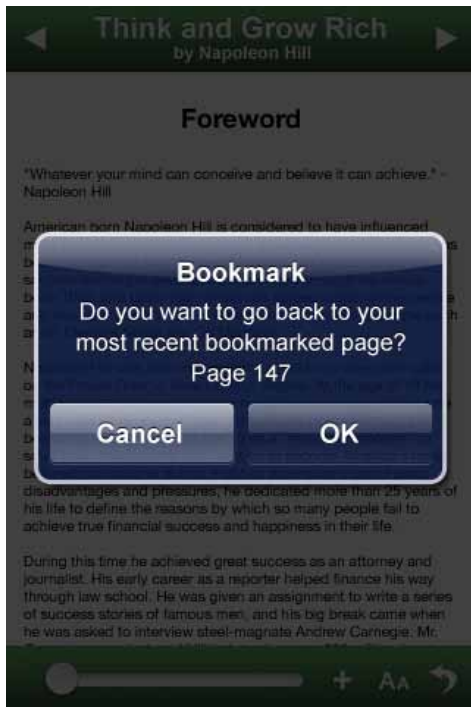 Think and Grow Rich
by Napoleon Hill
Foreword
"Whatever your mind can conceive and believe it can achieve." -
Napoleon Hill
American born Napoleon Hill is considered to have influenced
Bookmark
Do you want to go back to your
most recent bookmarked page?
Page 147
Cancel
OK
disadvantages and pressures, he dedicated more than 25 years of
his life to define the reasons by which so many people fail to
achieve true financial success and happiness in their life.
During this time he achieved great success as an attorney and
journalist. His early career as a reporter helped finance his way
through law school. He was given an assignment to write a series
of success stories of famous men, and his big break came when
he was asked to interview steel-magnate Andrew Carnegie. Mr.
+ AA